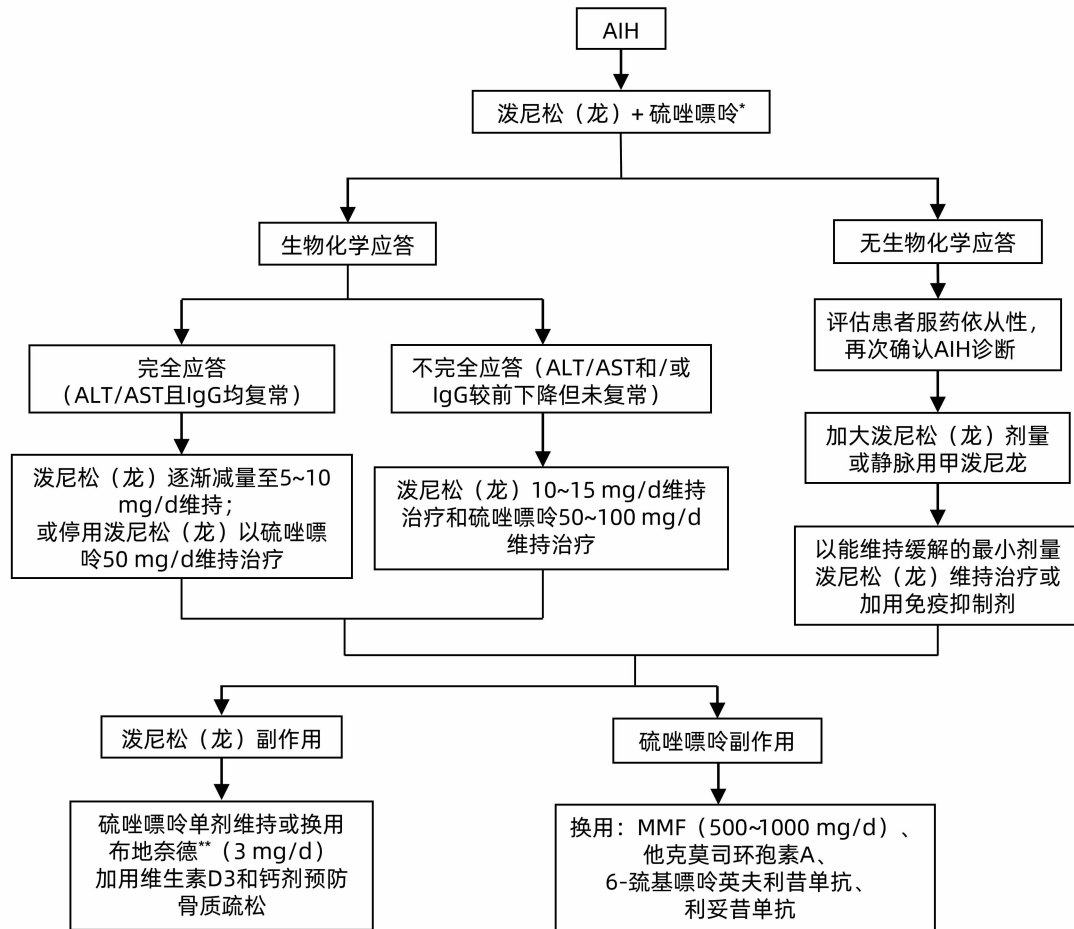 AIH
泼尼松（龙）+ 硫唑嘌呤*
生物化学应答
无生物化学应答
完全应答
（ALT/AST且IgG均复常）
不完全应答（ALT/AST和/或
IgG较前下降但未复常）
评估患者服药依从性，
再次确认AIH诊断
加大泼尼松（龙）剂量
或静脉用甲泼尼龙
泼尼松（龙）逐渐减量至5~10
mg/d维持；
或停用泼尼松（龙）以硫唑嘌
呤50 mg/d维持治疗
泼尼松（龙）10~15 mg/d维持
治疗和硫唑嘌呤50~100 mg/d
维持治疗
以能维持缓解的最小剂量
泼尼松（龙）维持治疗或
加用免疫抑制剂
泼尼松（龙）副作用
硫唑嘌呤副作用
硫唑嘌呤单剂维持或换用
布地奈德**（3 mg/d）
加用维生素D3和钙剂预防
骨质疏松
换用：MMF（500~1000 mg/d）、
他克莫司环孢素A、
6-巯基嘌呤英夫利昔单抗、
利妥昔单抗